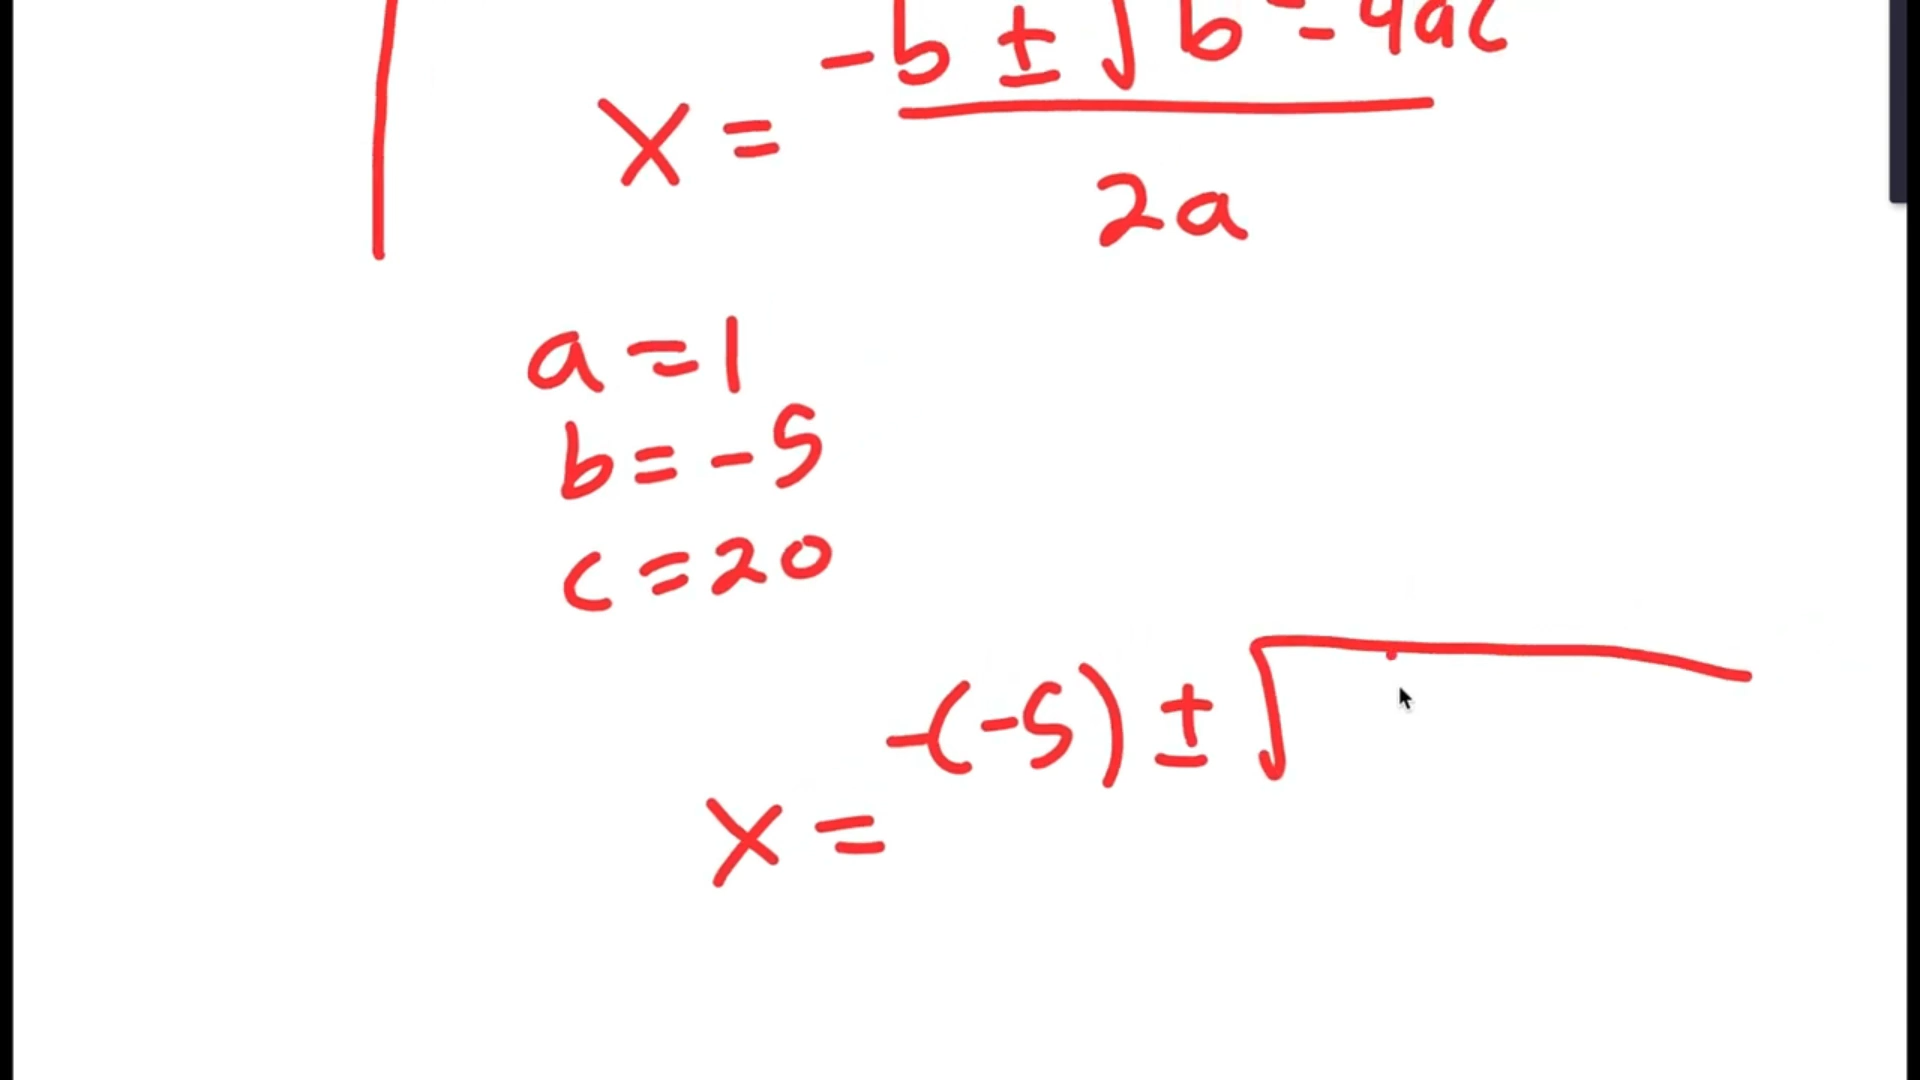 x = -b ± √b² - 4ac
2a
a = 1
b = -5
c = 20
x = -(-5) ± √